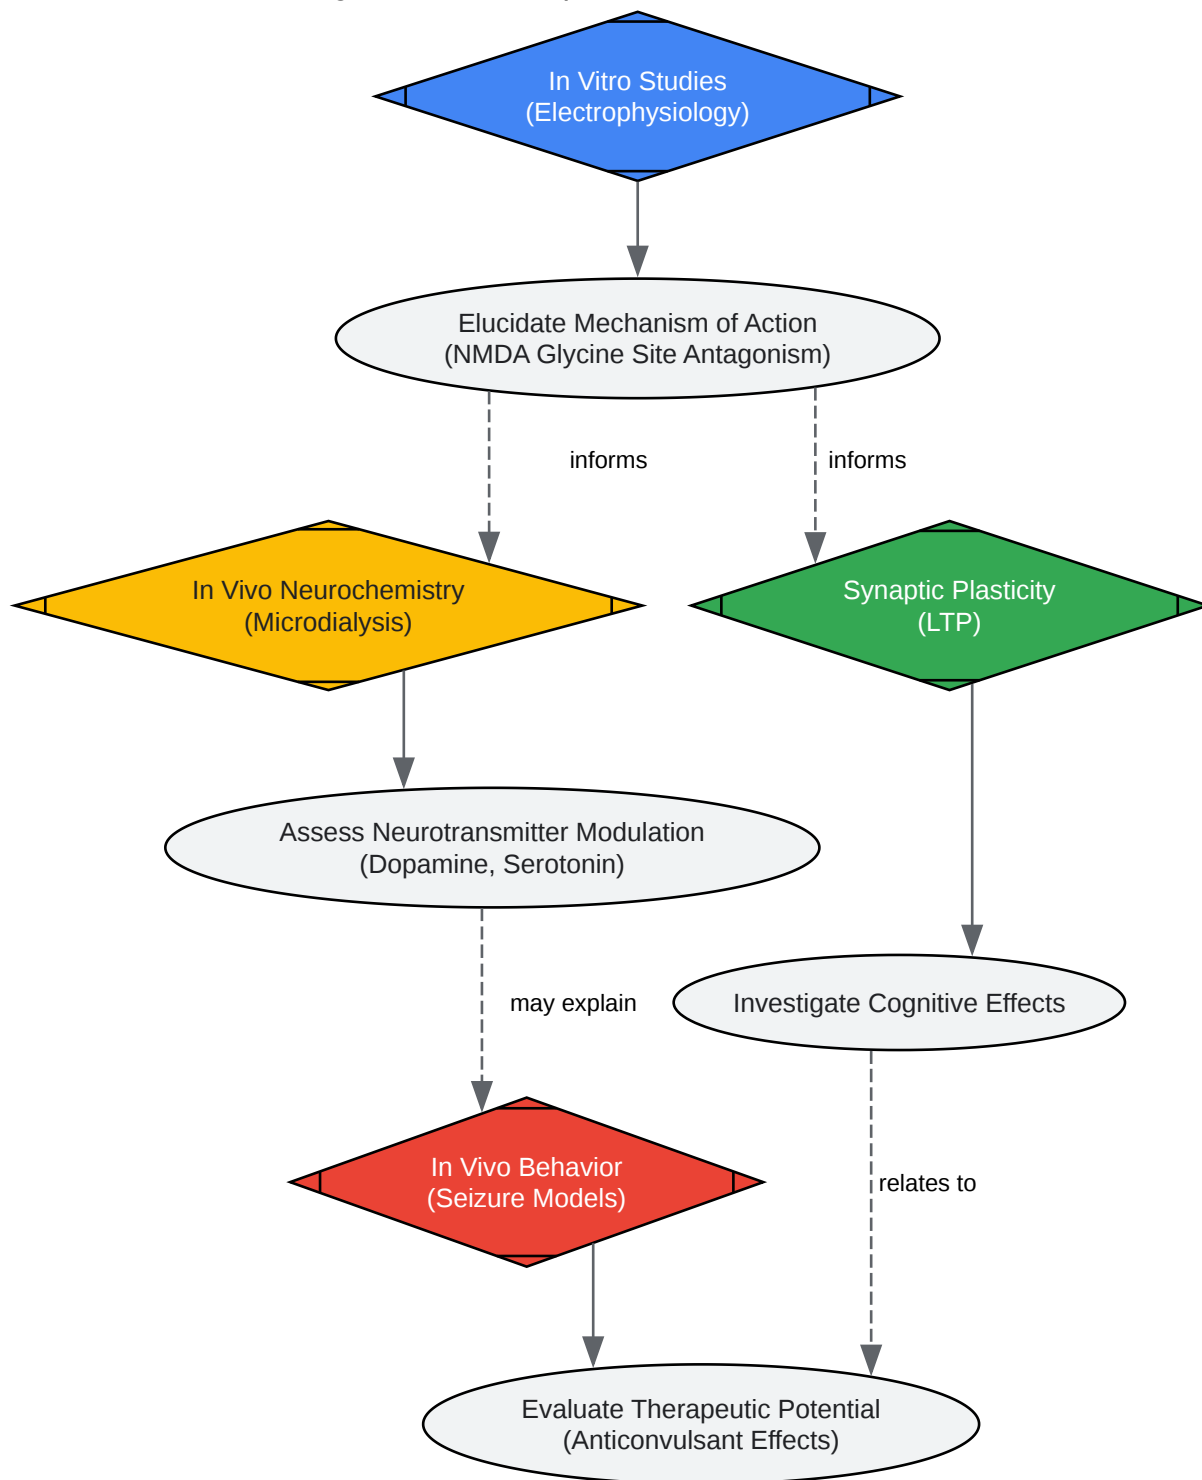 In Vitro Studies
(Electrophysiology)
Elucidate Mechanism of Action
(NMDA Glycine Site Antagonism)
informs
informs
In Vivo Neurochemistry
(Microdialysis)
Synaptic Plasticity
(LTP)
Assess Neurotransmitter Modulation
(Dopamine, Serotonin)
may explain
Investigate Cognitive Effects
In Vivo Behavior
(Seizure Models)
relates to
Evaluate Therapeutic Potential
(Anticonvulsant Effects)